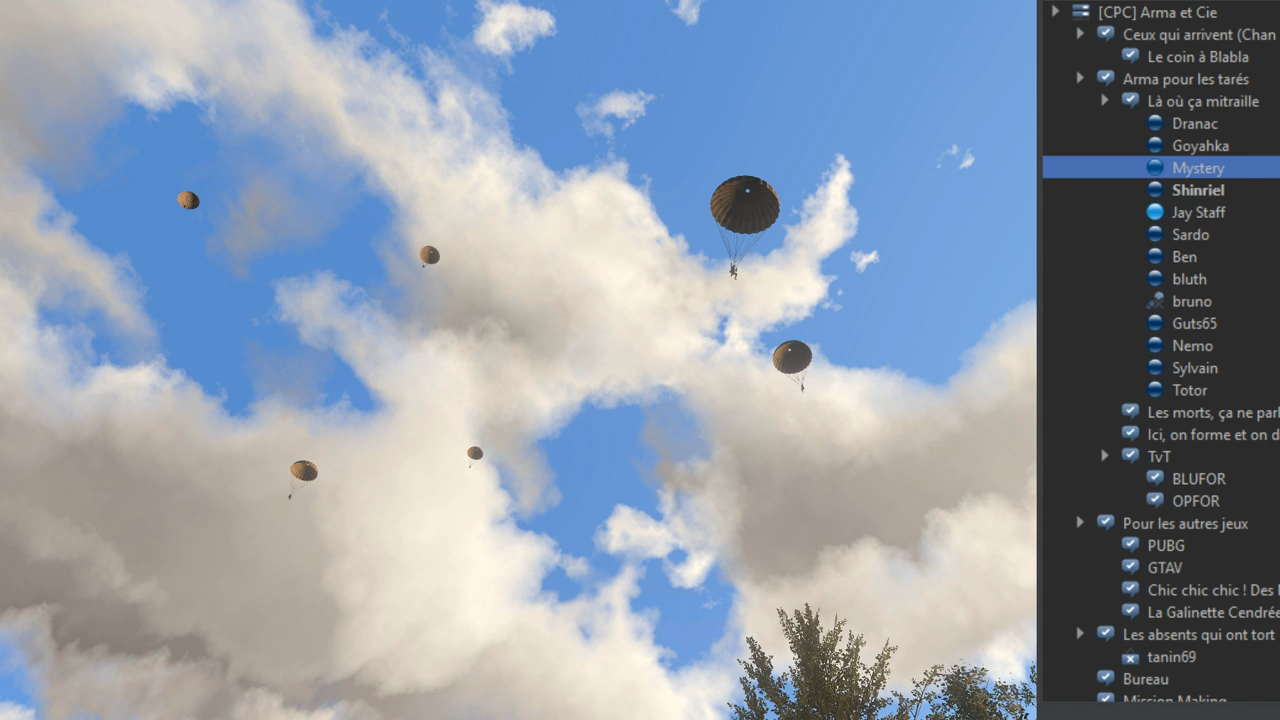 [CPC] Arma et Cie
Ceux qui arrivent (Chan
Le coin à Blabla
Arma pour les tarés
Là où ça mitraille
Dranac
Goyahka
Mystery
Shinriel
Jay Staff
Sardo
Ben
bluth
bruno
Guts65
Nemo
Sylvain
Totor
Les morts, ça ne parl
Ici, on forme et on d
TvT
BLUFOR
OPFOR
Pour les autres jeux
PUBG
GTAV
Chic chic chic ! Des
La Galinette Cendrée
Les absents qui ont tort
tanin69
Bureau
Mission Making